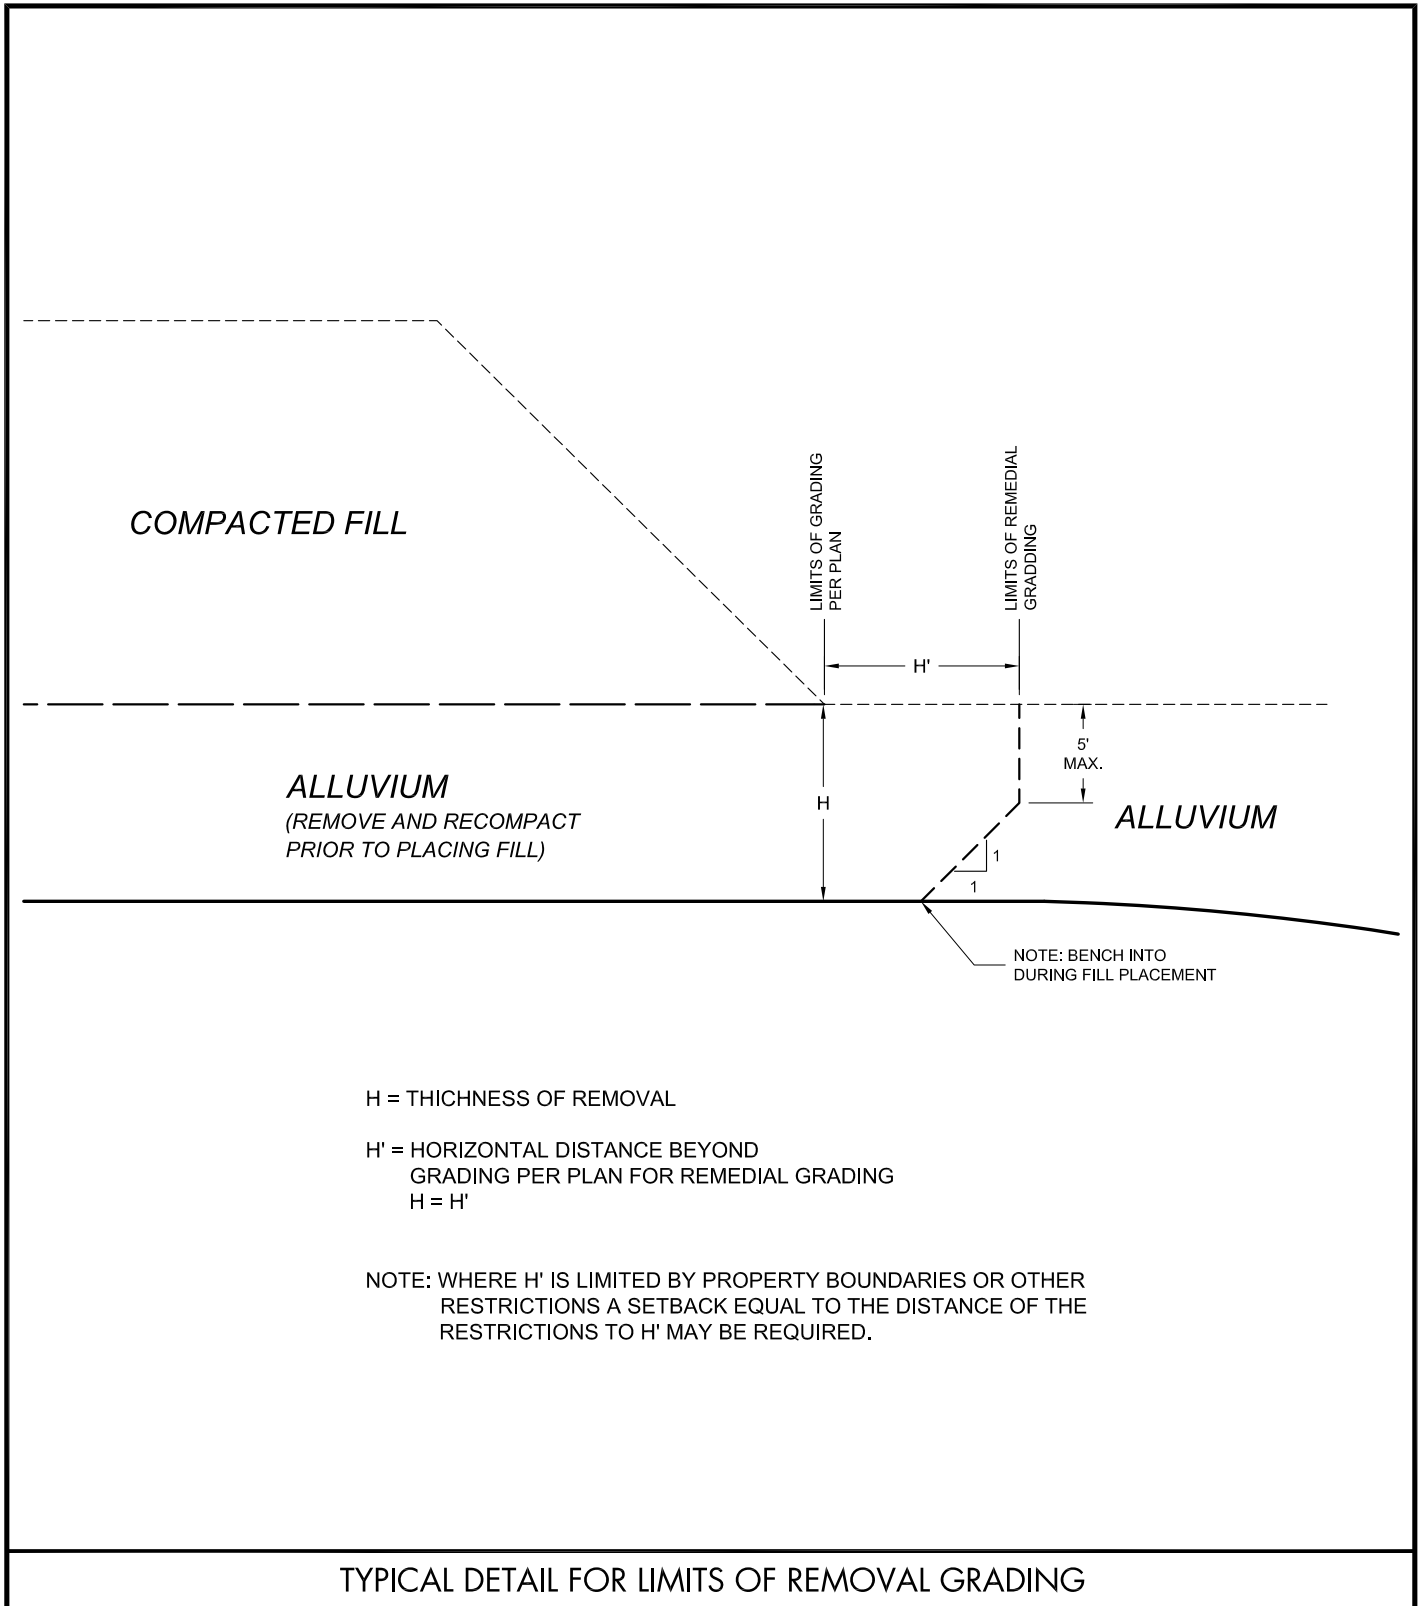 COMPACTED FILL
LIMITS OF GRADING
PER PLAN
LIMITS OF REMEDIAL
GRADDING
H'
5'
MAX.
H
ALLUVIUM
(REMOVE AND RECOMPACT
PRIOR TO PLACING FILL)
ALLUVIUM
1
1
NOTE: BENCH INTO
DURING FILL PLACEMENT
H = THICHNESS OF REMOVAL
H' = HORIZONTAL DISTANCE BEYOND
GRADING PER PLAN FOR REMEDIAL GRADING
H = H'
NOTE: WHERE H' IS LIMITED BY PROPERTY BOUNDARIES OR OTHER
RESTRICTIONS A SETBACK EQUAL TO THE DISTANCE OF THE
RESTRICTIONS TO H' MAY BE REQUIRED.
TYPICAL DETAIL FOR LIMITS OF REMOVAL GRADING